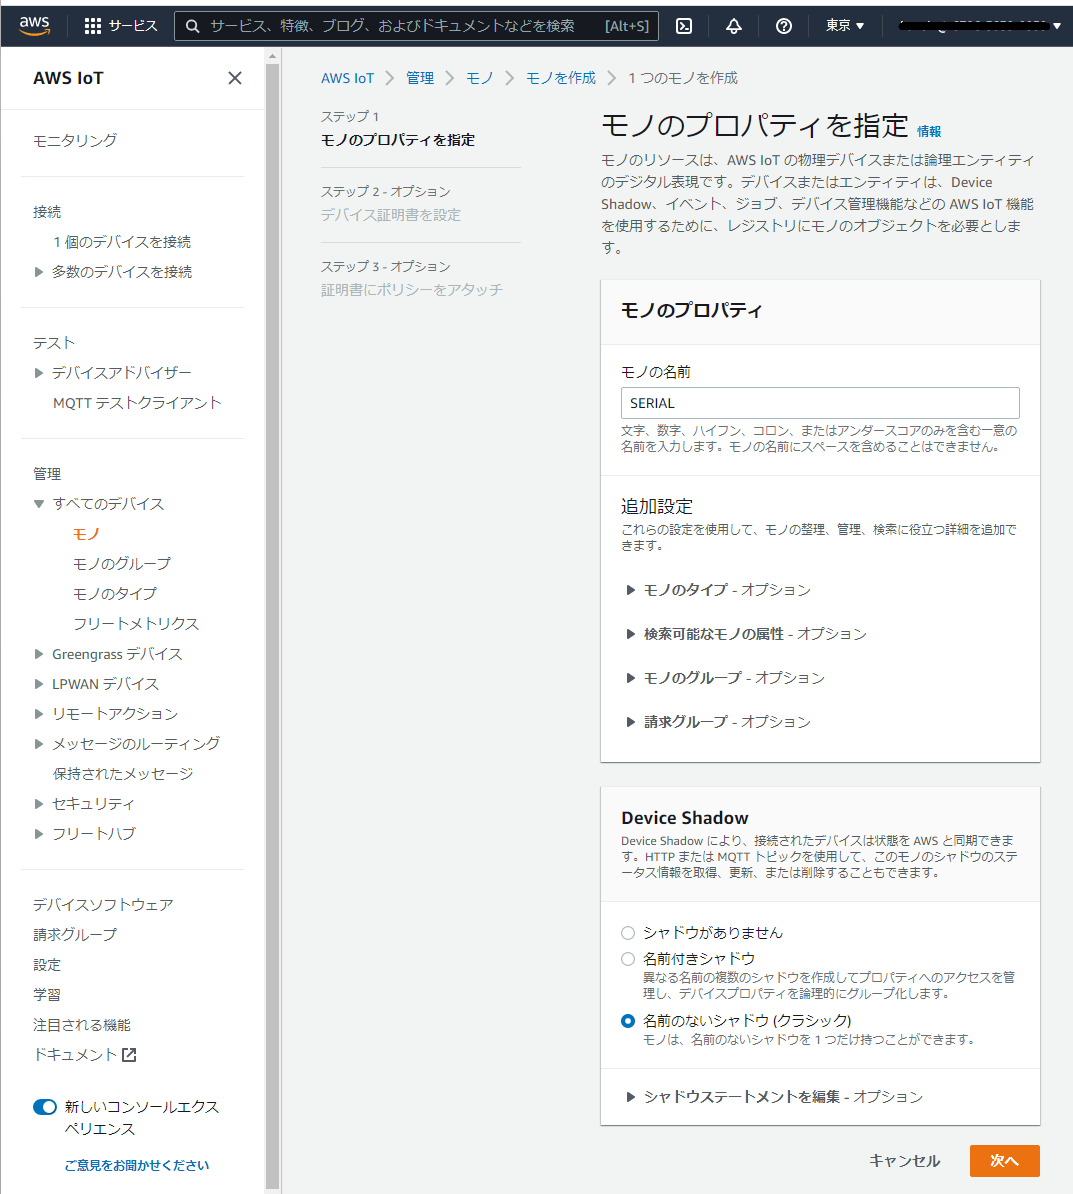 aws
サービス
サービス、特徴、ブログ、およびドキュメントなどを検索
[Alt+S]
東京
AWS IoT
モニタリング
接続
1 個のデバイスを接続
多数のデバイスを接続
テスト
デバイスアドバイザー
MQTT テストクライアント
管理
すべてのデバイス
モノ
モノのグループ
モノのタイプ
フリートメトリクス
Greengrass デバイス
LPWAN デバイス
リモートアクション
メッセージのルーティング
保持されたメッセージ
セキュリティ
フリートハブ
デバイスソフトウェア
請求グループ
設定
学習
注目される機能
ドキュメント
新しいコンソールエクス
ペリエンス
ご意見をお聞かせください
AWS IoT
管理
モノ
モノを作成
1 つのモノを作成
ステップ 1
モノのプロパティを指定
ステップ 2 - オプション
デバイス証明書を設定
ステップ 3 - オプション
証明書にポリシーをアタッチ
モノのプロパティを指定 情報
モノのリソースは、AWS IoT の物理デバイスまたは論理エンティティ
のデジタル表現です。デバイスまたはエンティティは、Device
Shadow、イベント、ジョブ、デバイス管理機能などの AWS IoT 機能
を使用するために、レジストリにモノのオブジェクトを必要としま
す。
モノのプロパティ
モノの名前
SERIAL
文字、数字、ハイフン、コロン、またはアンダースコアのみを含む一意の
名前を入力します。モノの名前にスペースを含めることはできません。
追加設定
これらの設定を使用して、モノの整理、管理、検索に役立つ詳細を追加で
きます。
モノのタイプ - オプション
検索可能なモノの属性 - オプション
モノのグループ - オプション
請求グループ - オプション
Device Shadow
Device Shadow により、接続されたデバイスは状態を AWS と同期できま
す。HTTP または MQTT トピックを使用して、このモノのシャドウのステ
ータス情報を取得、更新、または削除することもできます。
シャドウがありません
名前付きシャドウ
異なる名前の複数のシャドウを作成してプロパティへのアクセスを管
理し、デバイスプロパティを論理的にグループ化します。
名前のないシャドウ (クラシック)
モノは、名前のないシャドウを 1 つだけ持つことができます。
シャドウステートメントを編集 - オプション
キャンセル
次へ